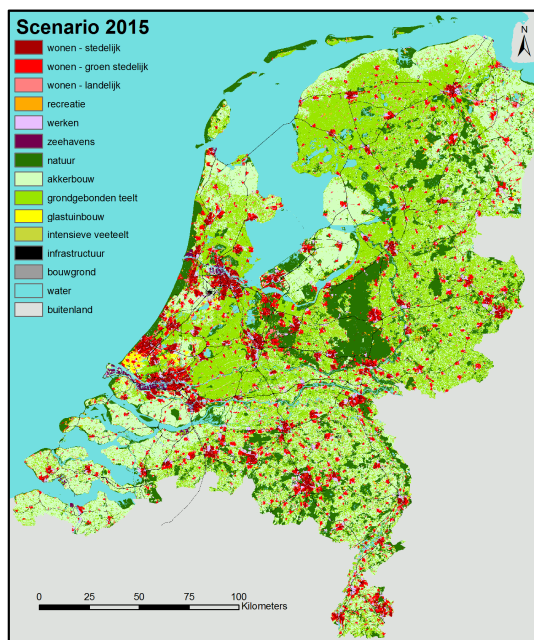 Scenario 2015
N
wonen - stedelijk
wonen - groen stedelijk
wonen - landelijk
recreatie
werken
zeehavens
natuur
akkerbouw
grondgebonden teelt
glastuinbouw
intensieve veeteelt
infrastructuur
bouwgrond
water
buitenland
0 25 50 75 100
Kilometers